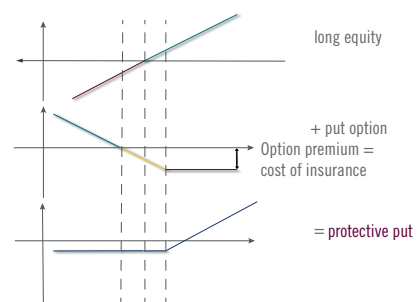 long equity
+ put option
Option premium =
cost of insurance
= protective put